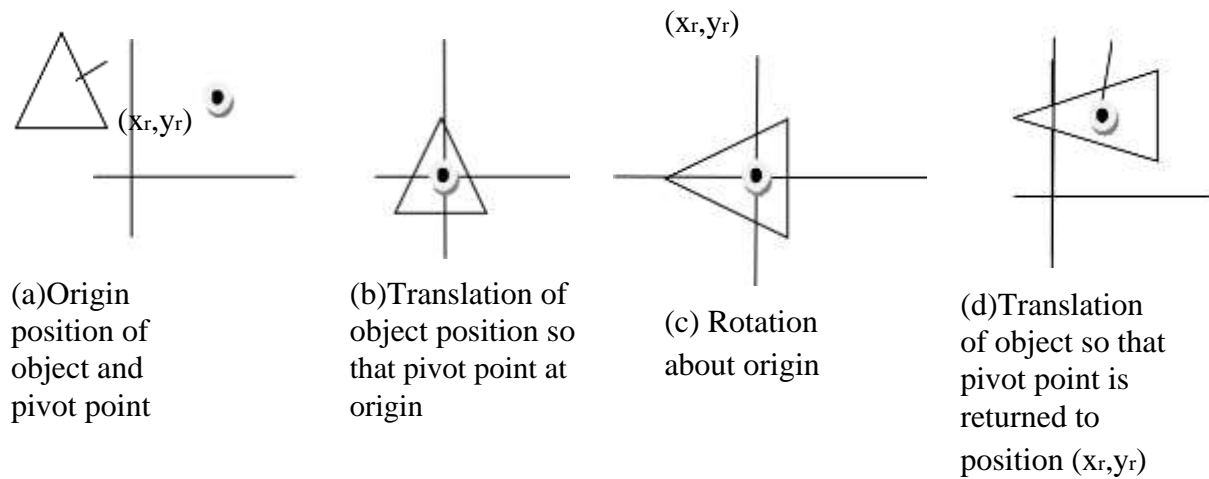 (xr,yr)
(xr,yr)
(a)Origin
position of
object and
pivot point
(b)Translation of
object position so
that pivot point at
origin
(c) Rotation
about origin
(d)Translation
of object so that
pivot point is
returned to
position (xr,yr)